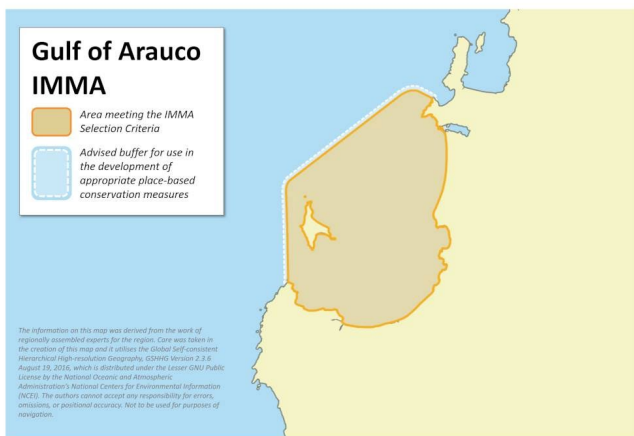 Gulf of Arauco
IMMA
Area meeting the IMMA
Selection Criteria
Advised buffer for use in
the development of
appropriate place-based
conservation measures
The information on this map was derived from the work of
regionally assembled experts for the region. Care was taken in
the creation of this map and it utilises the Global Self-consistent
Hierarchical High-resolution Geography, GSHHG Version 2.3.6
August 19, 2016, which is distributed under the Lesser GNU Public
License by the National Oceanic and Atmospheric
Administration's National Centers for Environmental Information
(NCEI). The authors cannot accept any responsibility for errors,
omissions, or positional accuracy. Not to be used for purposes of
navigation.